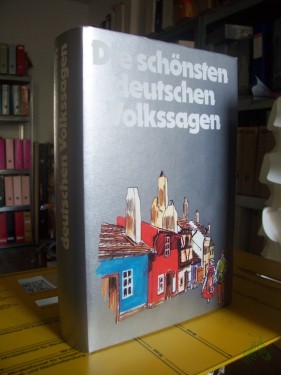 Die schönsten
deutschen
Volkssagen
deutschen Volkssagen